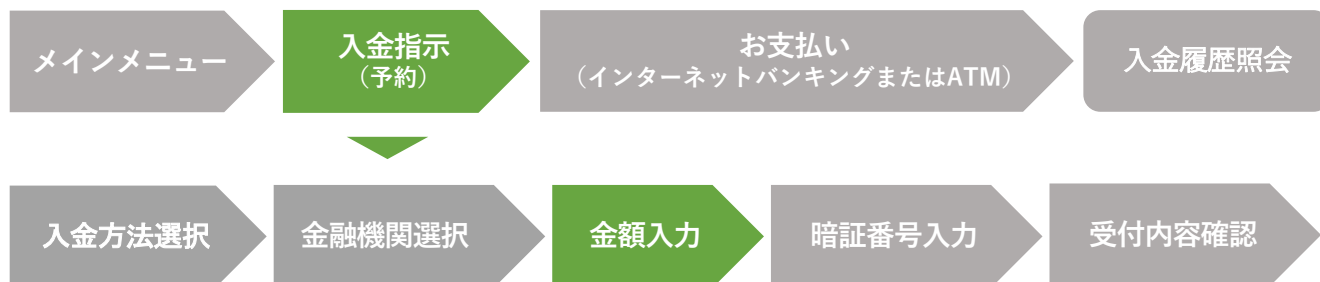 メインメニュー
入金指示
（予約）
お支払い
（インターネットバンキングまたはATM）
入金履歴照会
入金方法選択
金融機関選択
金額入力
暗証番号入力
受付内容確認